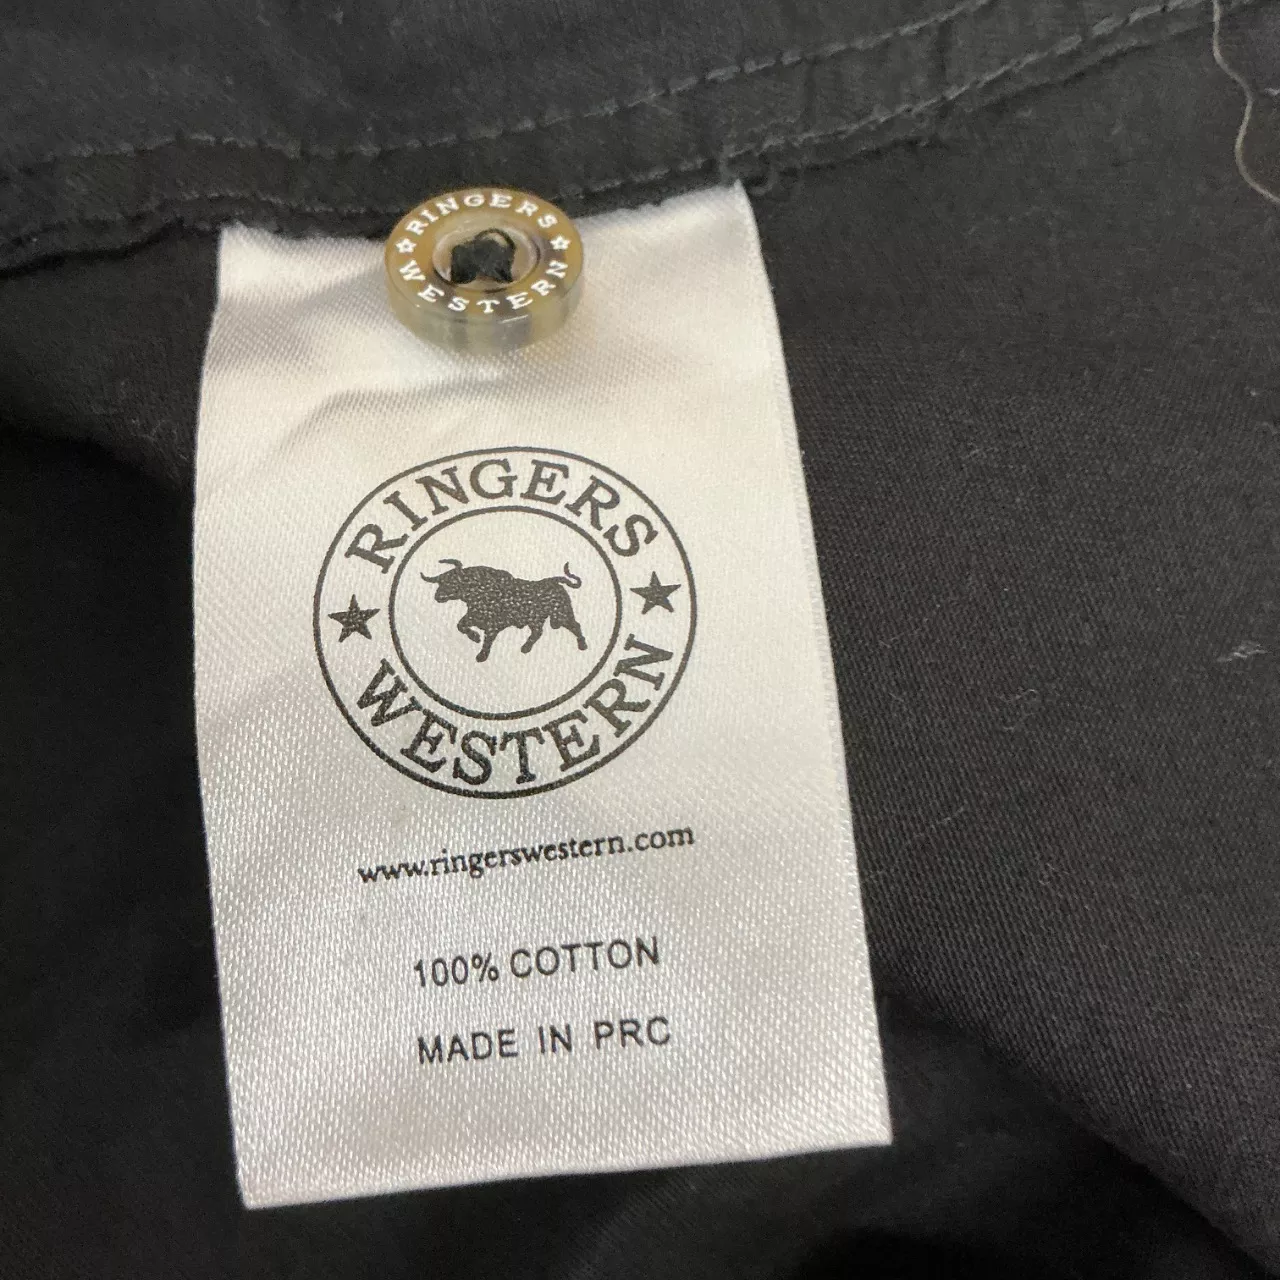 RINGERS
WESTERN
RINGERS
WESTERN
www.ringerswestern.com
100% COTTON
MADE IN PRC